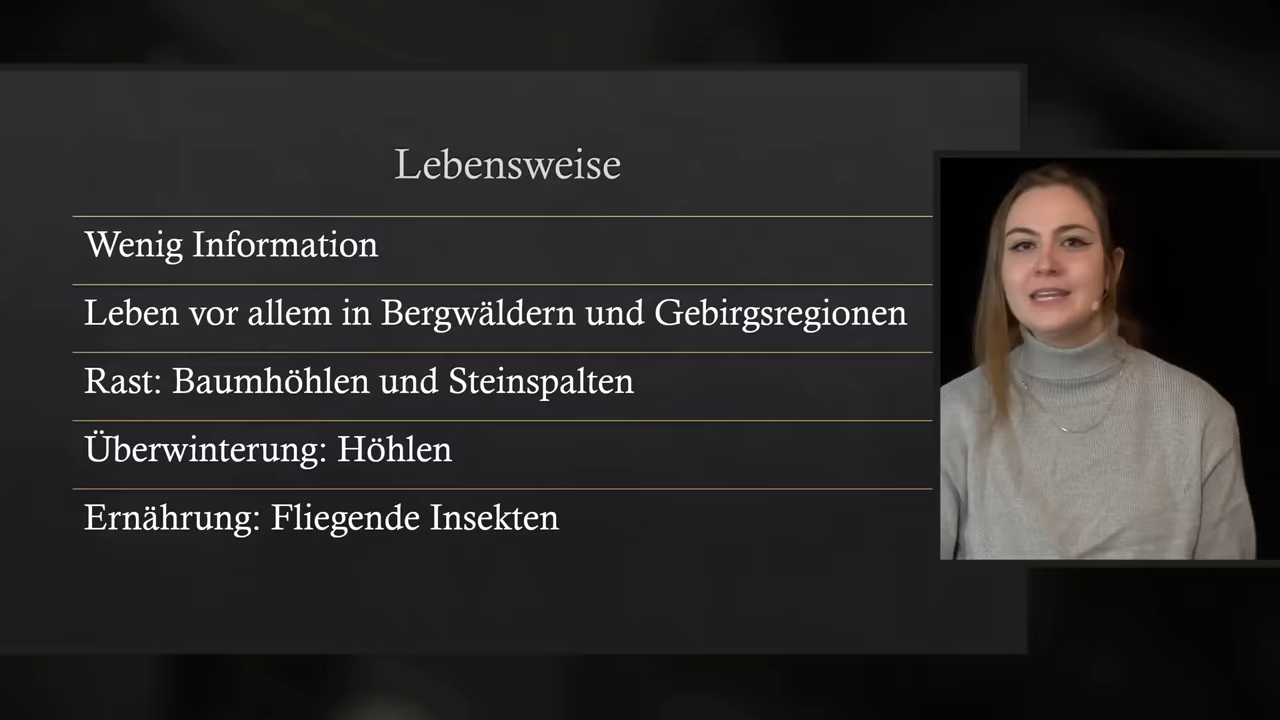 Lebensweise
Wenig Information
Leben vor allem in Bergwäldern und Gebirgsregionen
Rast: Baumhöhlen und Steinspalten
Überwinterung: Höhlen
Ernährung: Fliegende Insekten